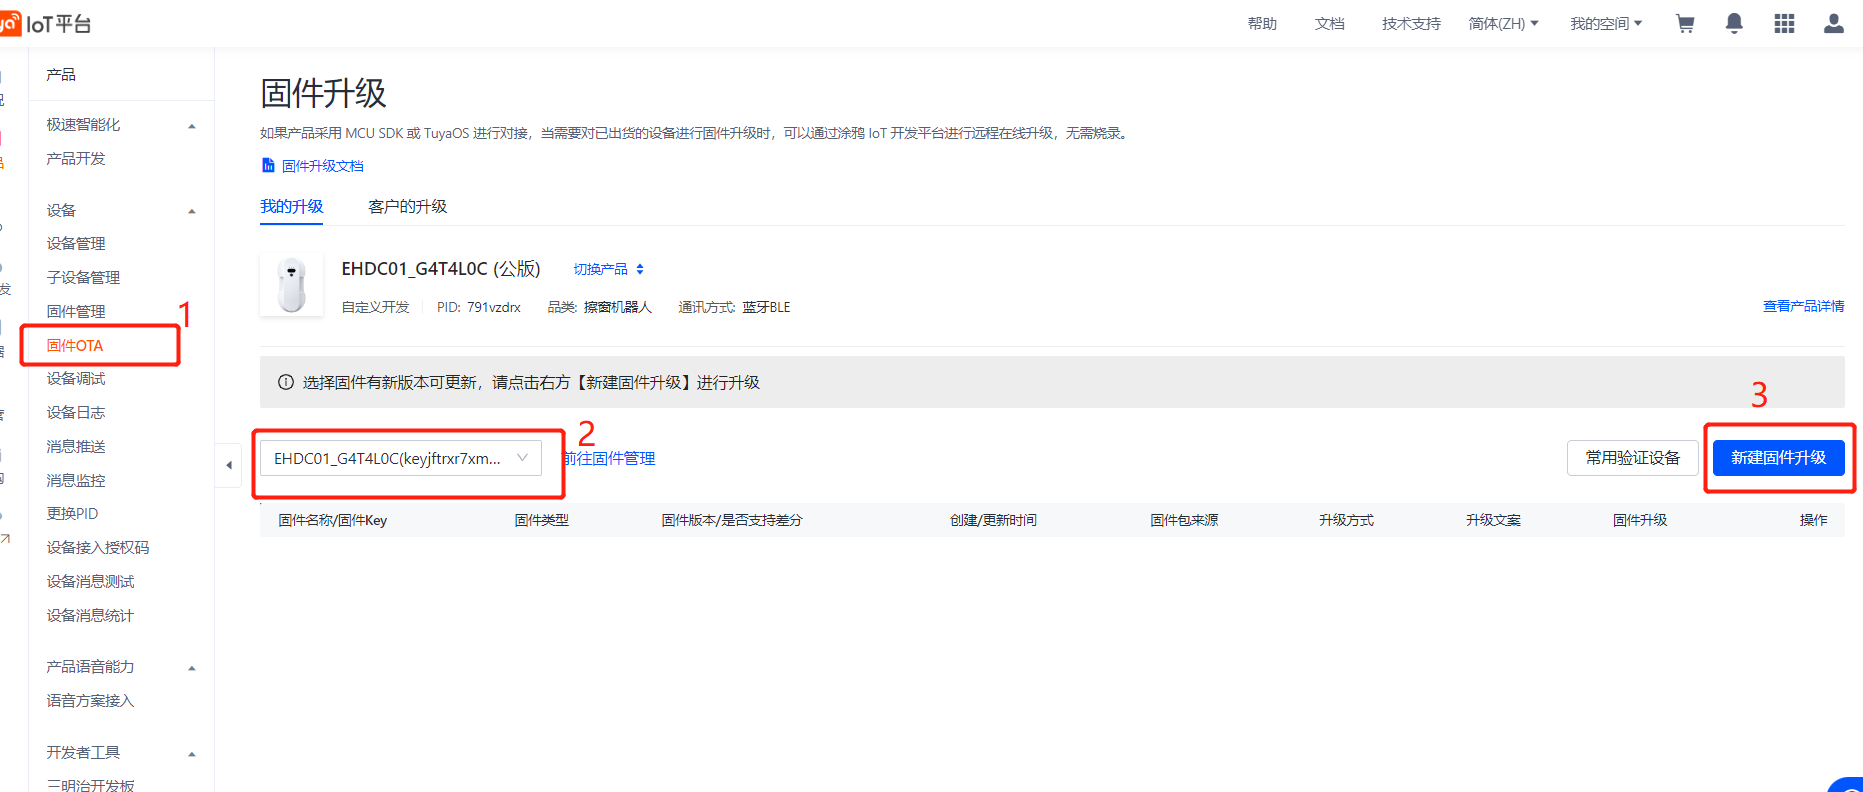 IoT平台
帮助
文档
技术支持
简体(ZH)
我的空间
产品
极速智能化
产品开发
设备
设备管理
子设备管理
固件管理
1
固件OTA
设备调试
设备日志
消息推送
消息监控
更换PID
设备接入授权码
设备消息测试
设备消息统计
产品语音能力
语音方案接入
开发者工具
三明治开发板
固件升级
如果产品采用 MCU SDK 或 TuyaOS 进行对接，当需要对已出货的设备进行固件升级时，可以通过涂鸦 IoT 开发平台进行远程在线升级，无需烧录。
固件升级文档
我的升级 客户的升级
EHDC01_G4T4L0C (公版) 切换产品
自定义开发 PID: 791vzdrx 品类: 擦窗机器人 通讯方式: 蓝牙BLE
查看产品详情
选择固件有新版本可更新，请点击右方【新建固件升级】进行升级
2
3
EHDC01_G4T4L0C(keyjftrxr7xm...
前往固件管理
常用验证设备
新建固件升级
固件名称/固件Key 固件类型 固件版本/是否支持差分 创建/更新时间 固件包来源 升级方式 升级文案 固件升级 操作